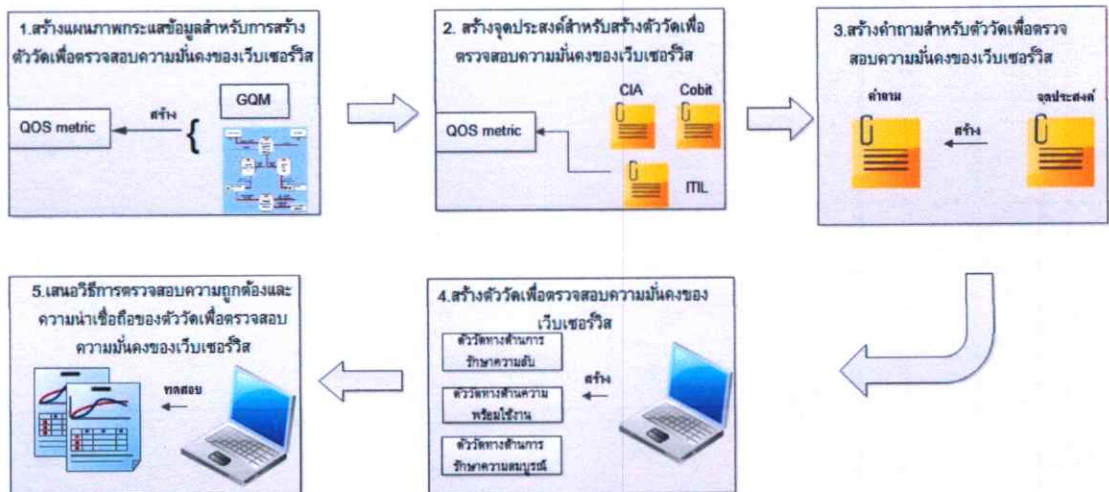 1.สร้างแผนภาพกระแสข้อมูลสำหรับการสร้าง
ตัววัดเพื่อตรวจสอบความมั่นคงของเว็บเซอร์วิส
GQM
สร้าง
{
QOS metric
2. สร้างจุดประสงค์สำหรับสร้างตัววัดเพื่อ
ตรวจสอบความมั่นคงของเว็บเซอร์วิส
CIA
Cobit
QOS metric
ITIL
3.สร้างคำถามสำหรับตัววัดเพื่อตรวจ
สอบความมั่นคงของเว็บเซอร์วิส
คำถาม
จุดประสงค์
สร้าง
4.สร้างตัววัดเพื่อตรวจสอบความมั่นคงของ
เว็บเซอร์วิส
ตัววัดทางด้านการ
รักษาความลับ
สร้าง
ตัววัดทางด้านความ
พร้อมใช้งาน
ตัววัดทางด้านการ
รักษาความสมบูรณ์
5.เสนอวิธีการตรวจสอบความถูกต้องและ
ความน่าเชื่อถือของตัววัดเพื่อตรวจสอบ
ความมั่นคงของเว็บเซอร์วิส
ทดสอบ